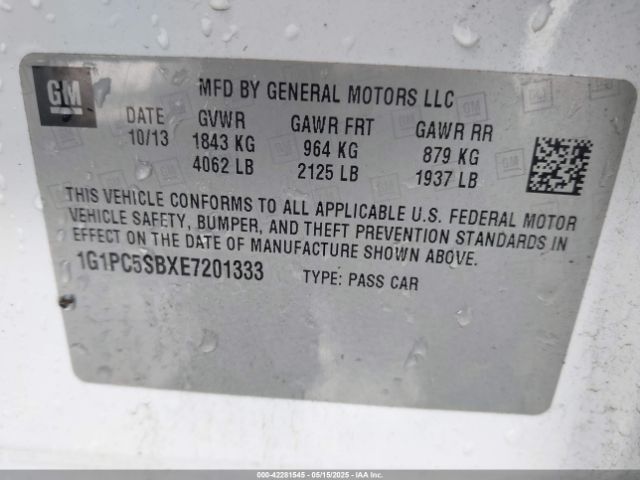 GM
MFD BY GENERAL MOTORS LLC
DATE GVWR GAWR FRT GAWR RR
10/13 1843 KG 964 KG 879 KG
4062 LB 2125 LB 1937 LB
THIS VEHICLE CONFORMS TO ALL APPLICABLE U.S. FEDERAL MOTOR
VEHICLE SAFETY, BUMPER, AND THEFT PREVENTION STANDARDS
IN EFFECT ON THE DATE OF MANUFACTURE SHOWN ABOVE.
1G1PC5SBXE7201333 TYPE: PASS CAR
000-42281545 - 05/15/2025 - IAAI CORPORATE